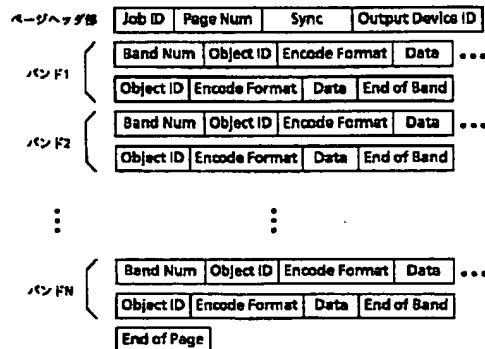 ページヘッダ部 Job ID Page Num Sync Output Device ID
バンド1 Band Num Object ID Encode Format Data •••
Object ID Encode Format Data End of Band
バンド2 Band Num Object ID Encode Format Data •••
Object ID Encode Format Data End of Band
バンドN Band Num Object ID Encode Format Data •••
Object ID Encode Format Data End of Band
End of Page